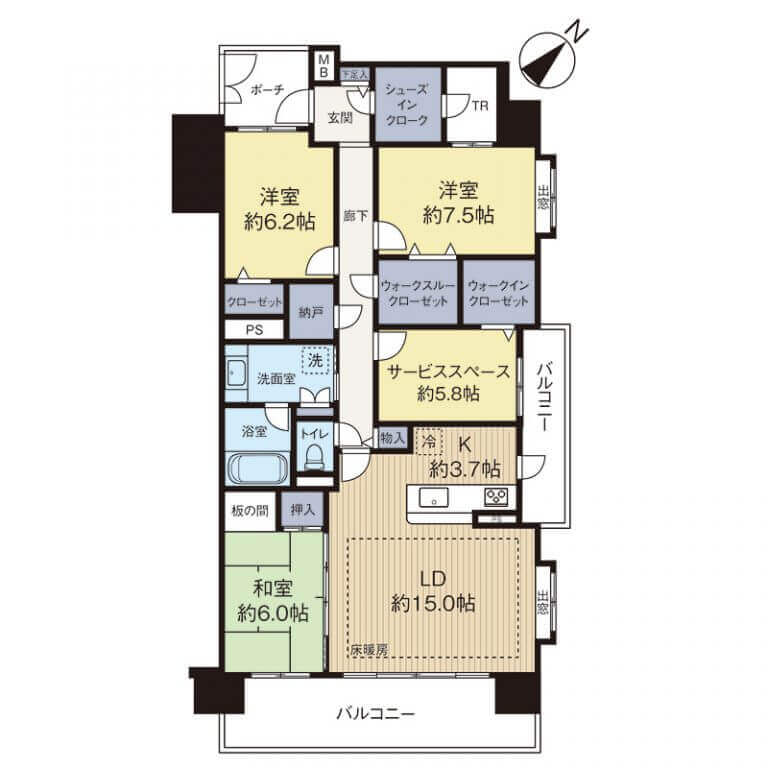 N
M
B
下足入
ポーチ
玄関
シューズ
イン
クローク
TR
洋室
約6.2帖
廊下
洋室
約7.5帖
出窓
クローゼット
納戸
ウォークスルー
クローゼット
ウォークイン
クローゼット
PS
洗面室
洗
サービススペース
約5.8帖
バルコニー
浴室
トイレ
物入
冷
K
約3.7帖
板の間
押入
和室
約6.0帖
LD
約15.0帖
床暖房
出窓
バルコニー